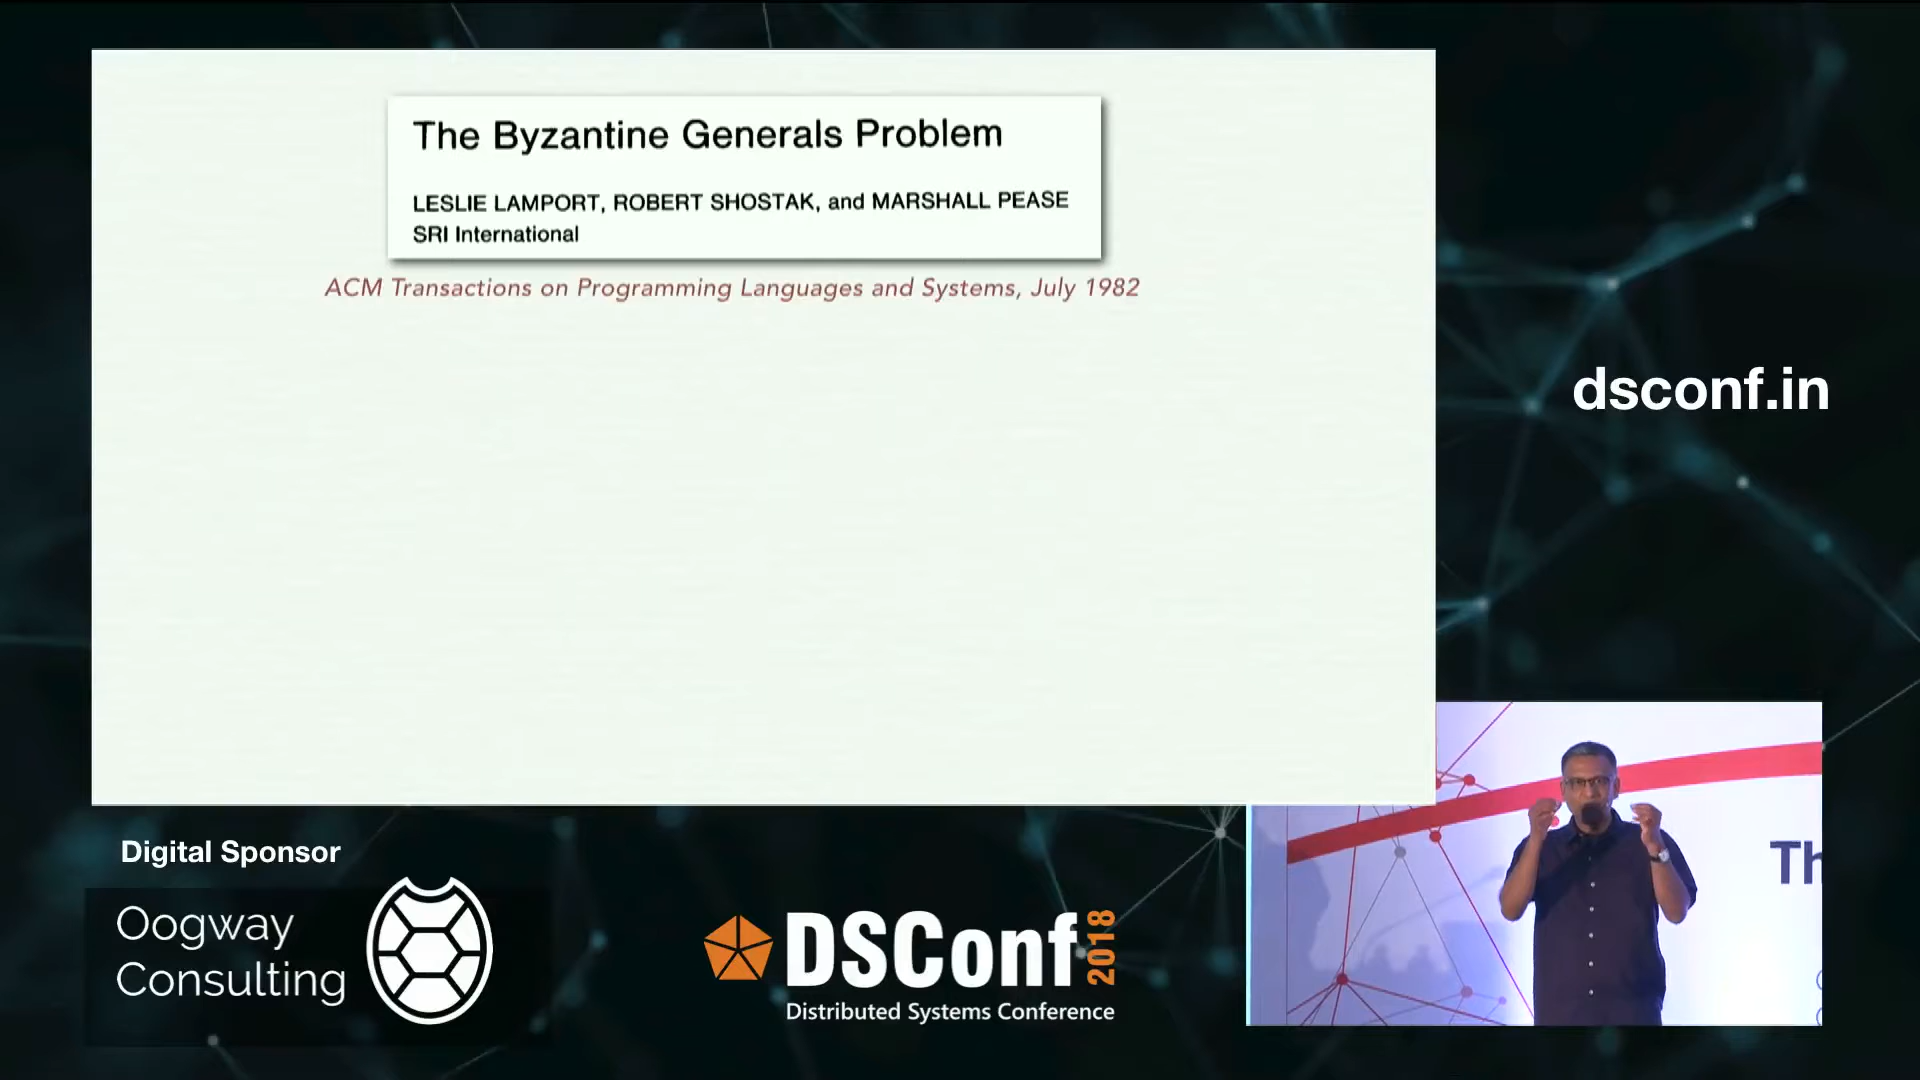 The Byzantine Generals Problem
LESLIE LAMPORT, ROBERT SHOSTAK, and MARSHALL PEASE
SRI International
ACM Transactions on Programming Languages and Systems, July 1982
dsconf.in
Th
Digital Sponsor
Oogway
Consulting
DSConf 2018
Distributed Systems Conference